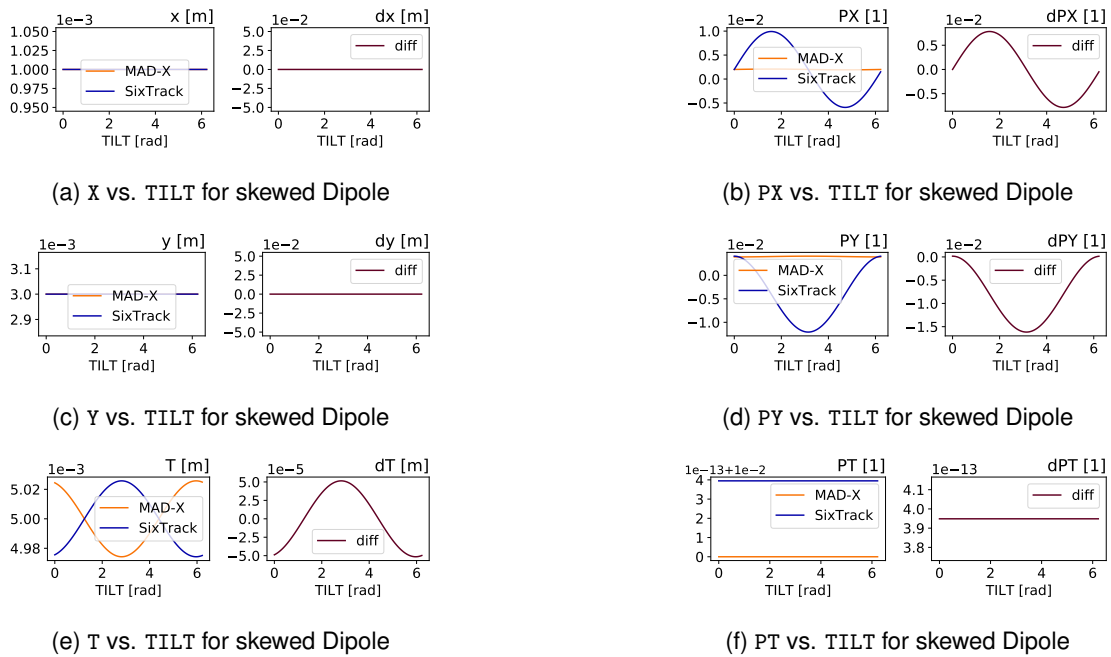 1e−3 x [m]
1.050
1.025
1.000
0.975
0.950
MAD-X
SixTrack
0 2 4 6
TILT [rad]
1e−2 dx [m]
5.0
2.5
0.0
−2.5
−5.0
diff
0 2 4 6
TILT [rad]
(a) X vs. TILT for skewed Dipole
1e−2 PX [1]
1.0
0.5
0.0
−0.5
MAD-X
SixTrack
0 2 4 6
TILT [rad]
1e−2 dPX [1]
0.5
0.0
−0.5
diff
0 2 4 6
TILT [rad]
(b) PX vs. TILT for skewed Dipole
1e−3 y [m]
3.1
3.0
2.9
MAD-X
SixTrack
0 2 4 6
TILT [rad]
1e−2 dy [m]
5.0
2.5
0.0
−2.5
−5.0
diff
0 2 4 6
TILT [rad]
(c) Y vs. TILT for skewed Dipole
1e−2 PY [1]
0.0
−0.5
−1.0
MAD-X
SixTrack
0 2 4 6
TILT [rad]
1e−2 dPY [1]
0.0
−0.5
−1.0
−1.5
diff
0 2 4 6
TILT [rad]
(d) PY vs. TILT for skewed Dipole
1e−3 T [m]
5.02
5.00
4.98
MAD-X
SixTrack
0 2 4 6
TILT [rad]
1e−5 dT [m]
5.0
2.5
0.0
−2.5
−5.0
diff
0 2 4 6
TILT [rad]
(e) T vs. TILT for skewed Dipole
1e−13+1e−2 PT [1]
4
3
2
1
0
MAD-X
SixTrack
0 2 4 6
TILT [rad]
1e−13 dPT [1]
4.1
4.0
3.9
3.8
diff
0 2 4 6
TILT [rad]
(f) PT vs. TILT for skewed Dipole